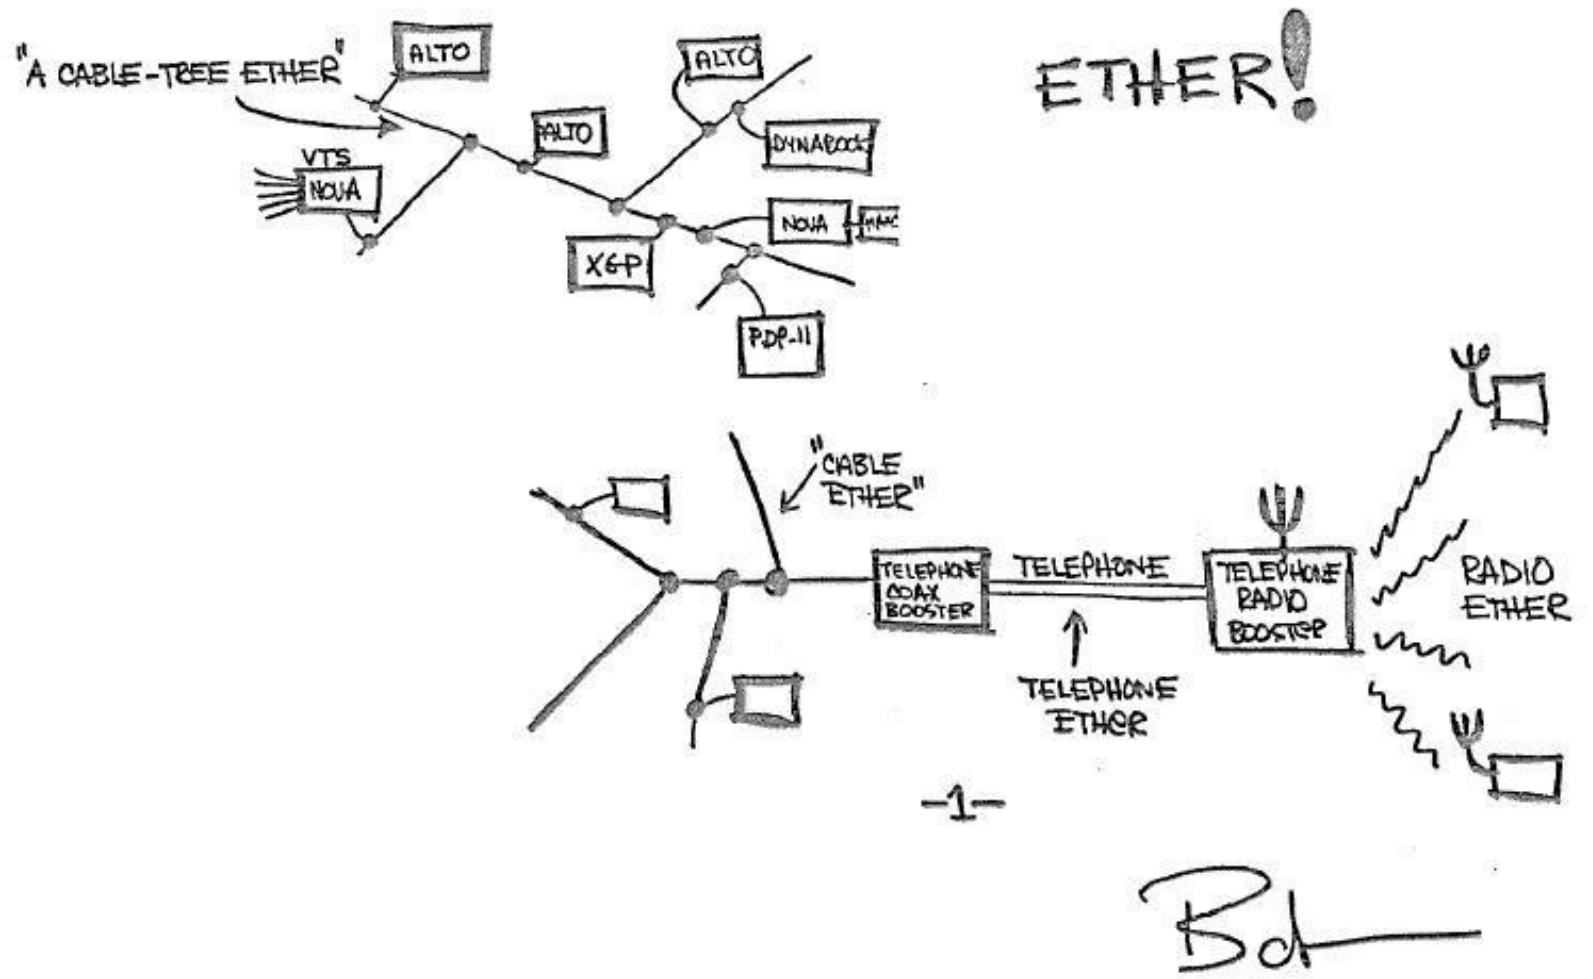 "A CABLE-TREE ETHER"
ALTO
ALTO
ETHER!
ALTO
DYNABOOK
VTS
NOVA
NOVA
XGP
PDP-11
"CABLE
ETHER"
TELEPHONE
COAX
BOOSTER
TELEPHONE
TELEPHONE
RADIO
BOOSTER
RADIO
ETHER
TELEPHONE
ETHER
-1-